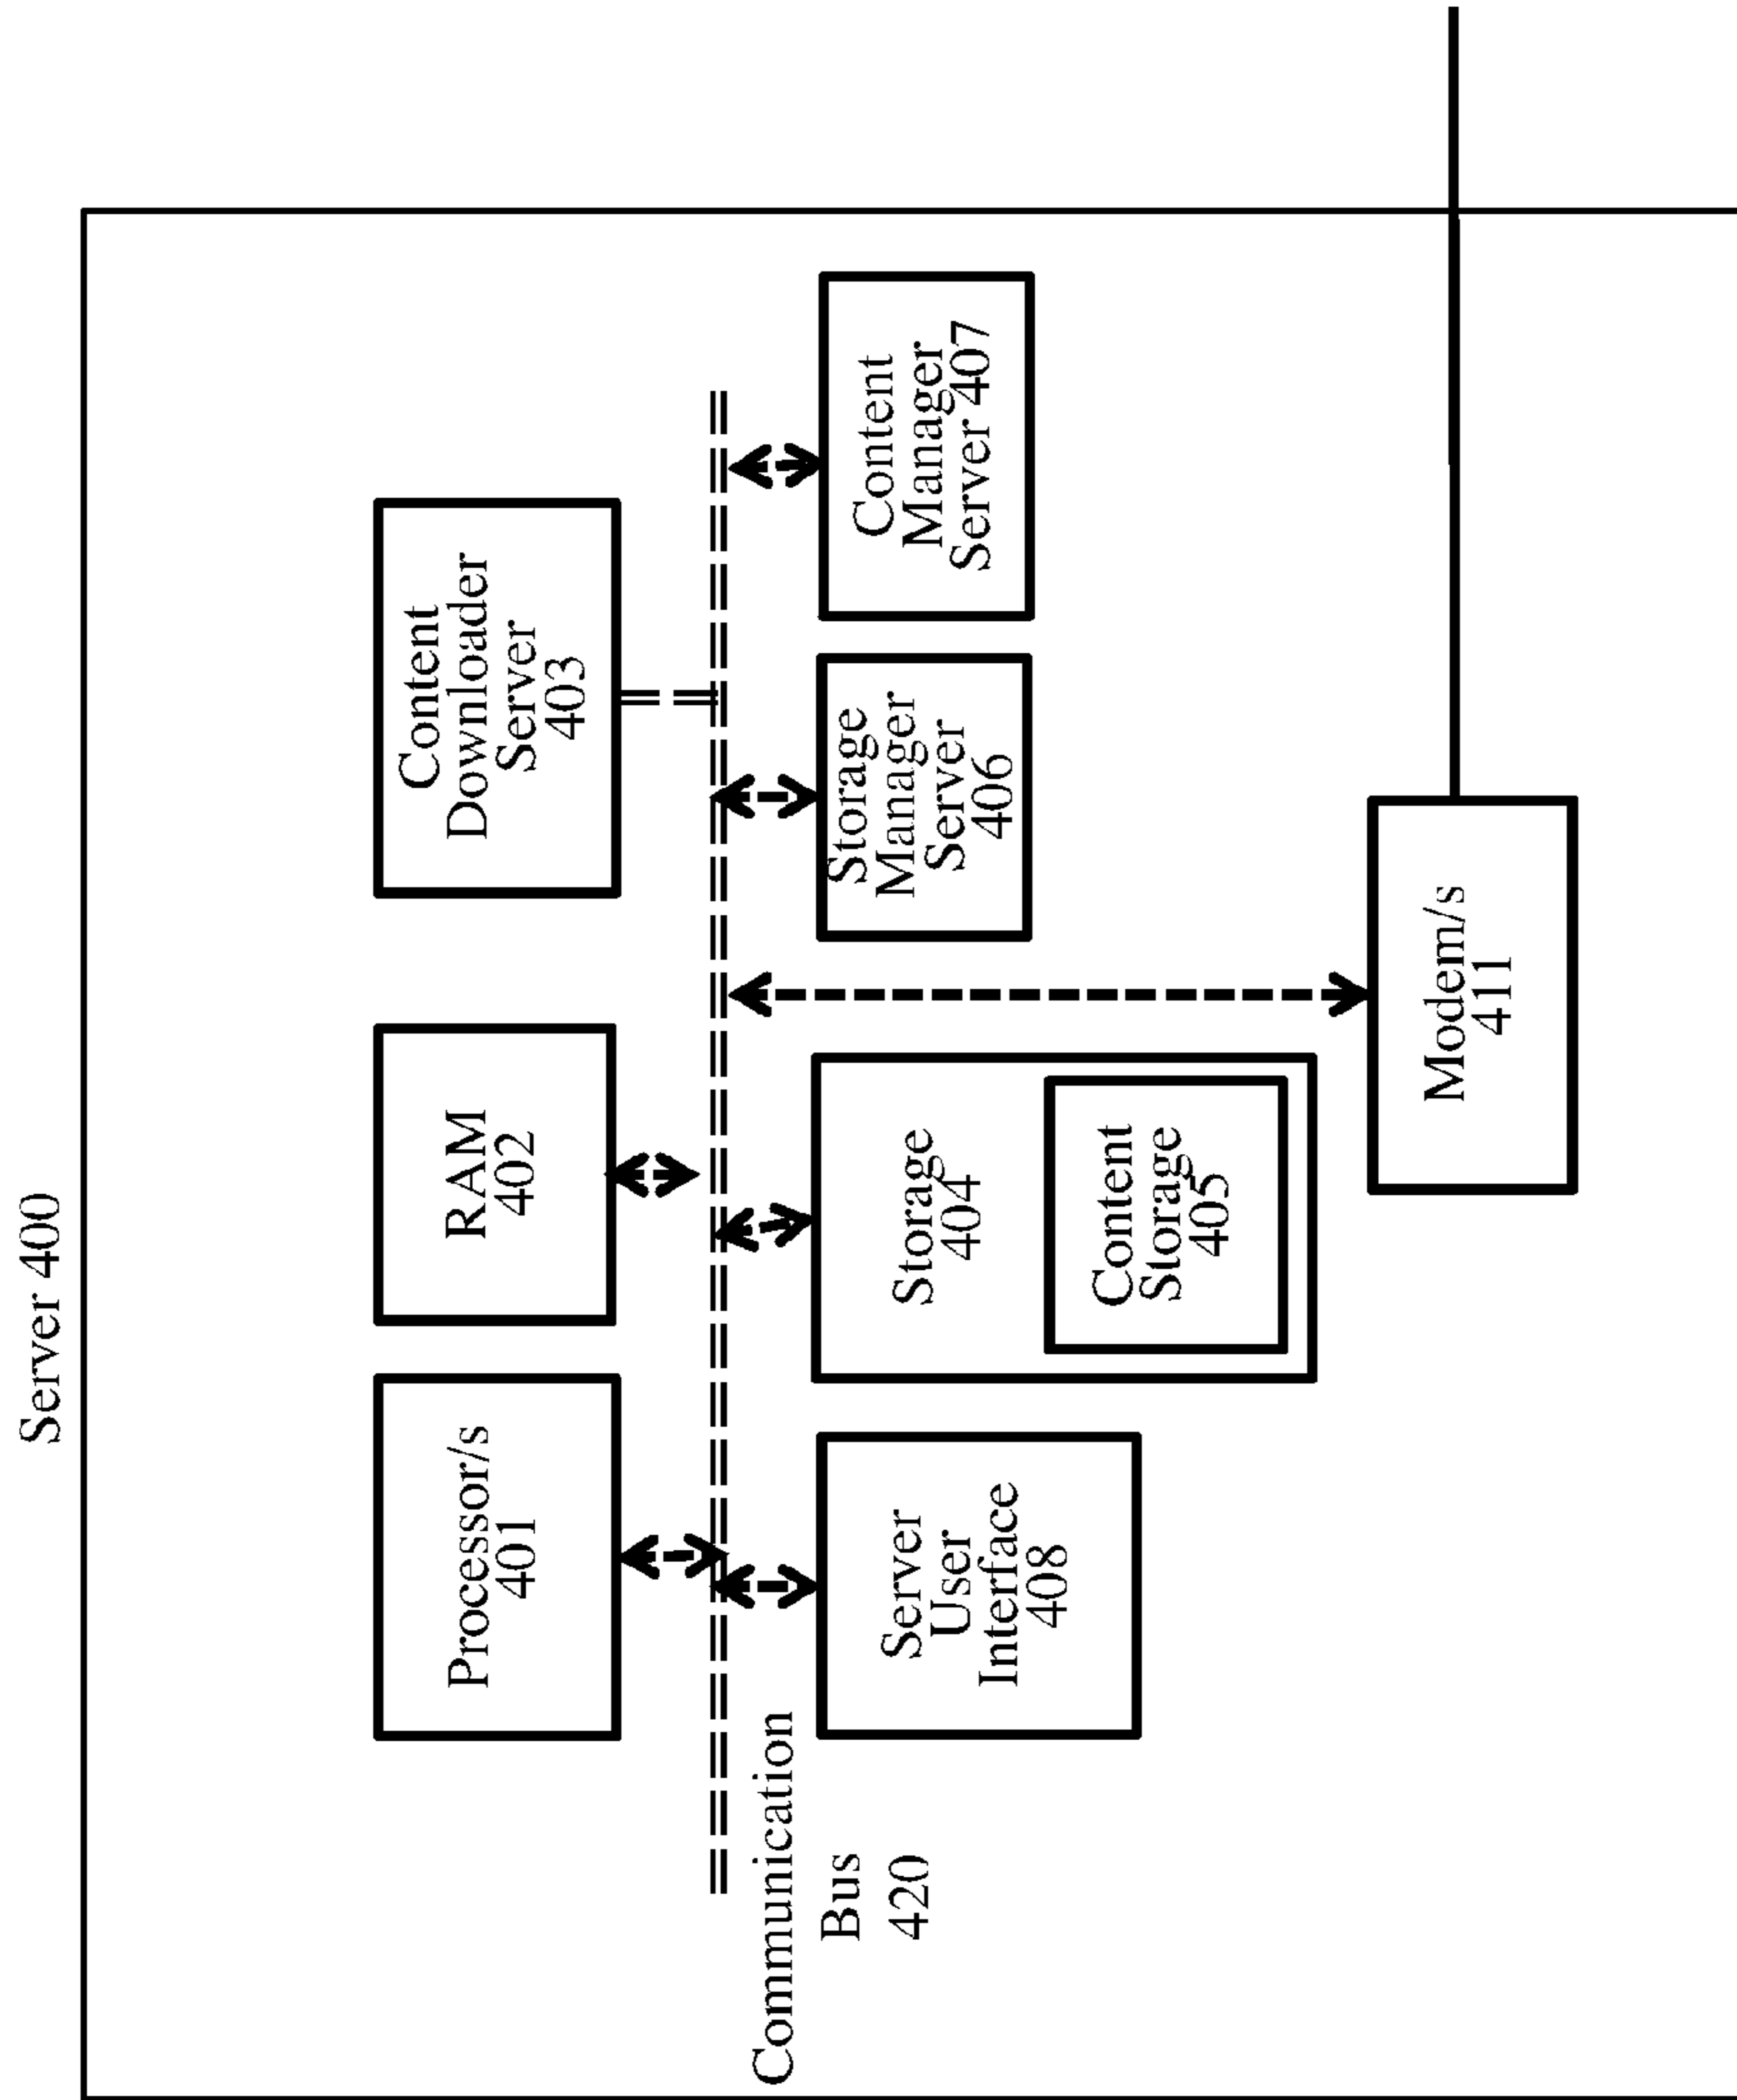 Server 400
Processor/s
401
RAM
402
Content
Downloader
Server
403
Communication
Bus
420
Server
User
Interface
408
Storage
404
Content
Storage
405
Storage
Manager
Server
406
Content
Manager
Server 407
Modem/s
411